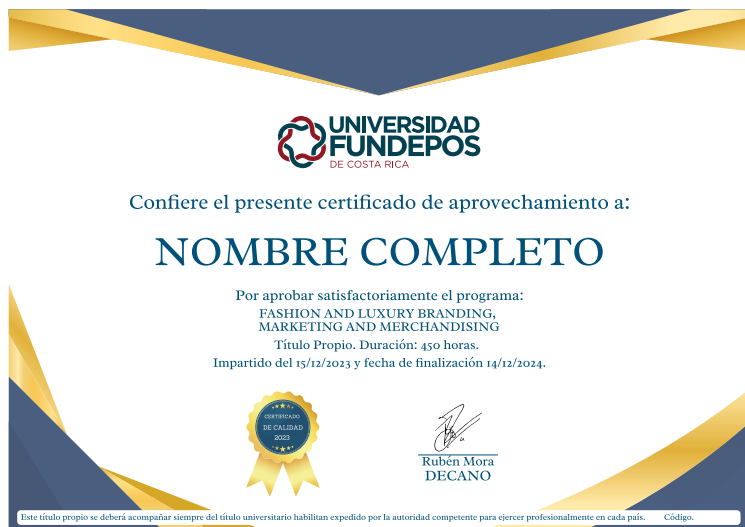 UNIVERSIDAD
FUNDEPOS
DE COSTA RICA
Confiere el presente certificado de aprovechamiento a:
NOMBRE COMPLETO
Por aprobar satisfactoriamente el programa:
FASHION AND LUXURY BRANDING,
MARKETING AND MERCHANDISING
Título Propio. Duración: 450 horas.
Impartido del 15/12/2023 y fecha de finalización 14/12/2024.
CERTIFICADO
DE CALIDAD
2023
Rubén Mora
DECANO
Este título propio se deberá acompañar siempre del título universitario habilitan expedido por la autoridad competente para ejercer profesionalmente en cada país. Código.